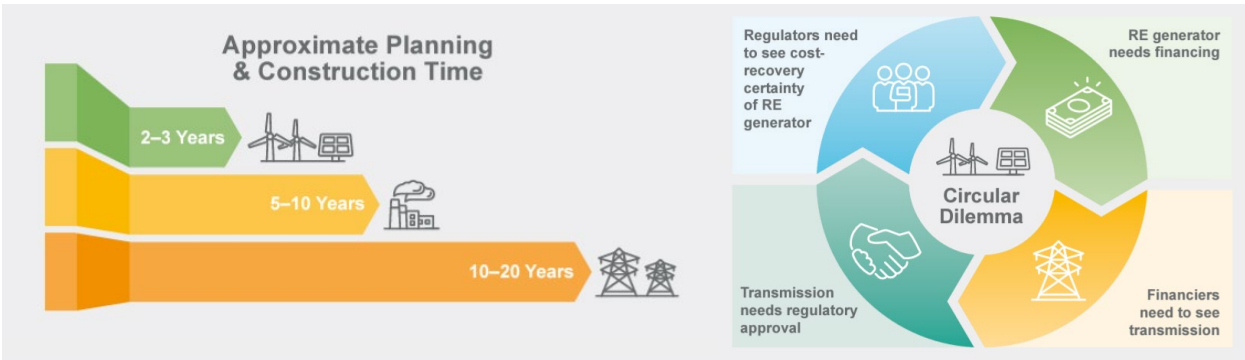 Approximate Planning
& Construction Time
2–3 Years
5–10 Years
10–20 Years
Regulators need
to see cost-
recovery
certainty
of RE
generator
RE generator
needs financing
Circular
Dilemma
Transmission
needs regulatory
approval
Financiers
need to see
transmission